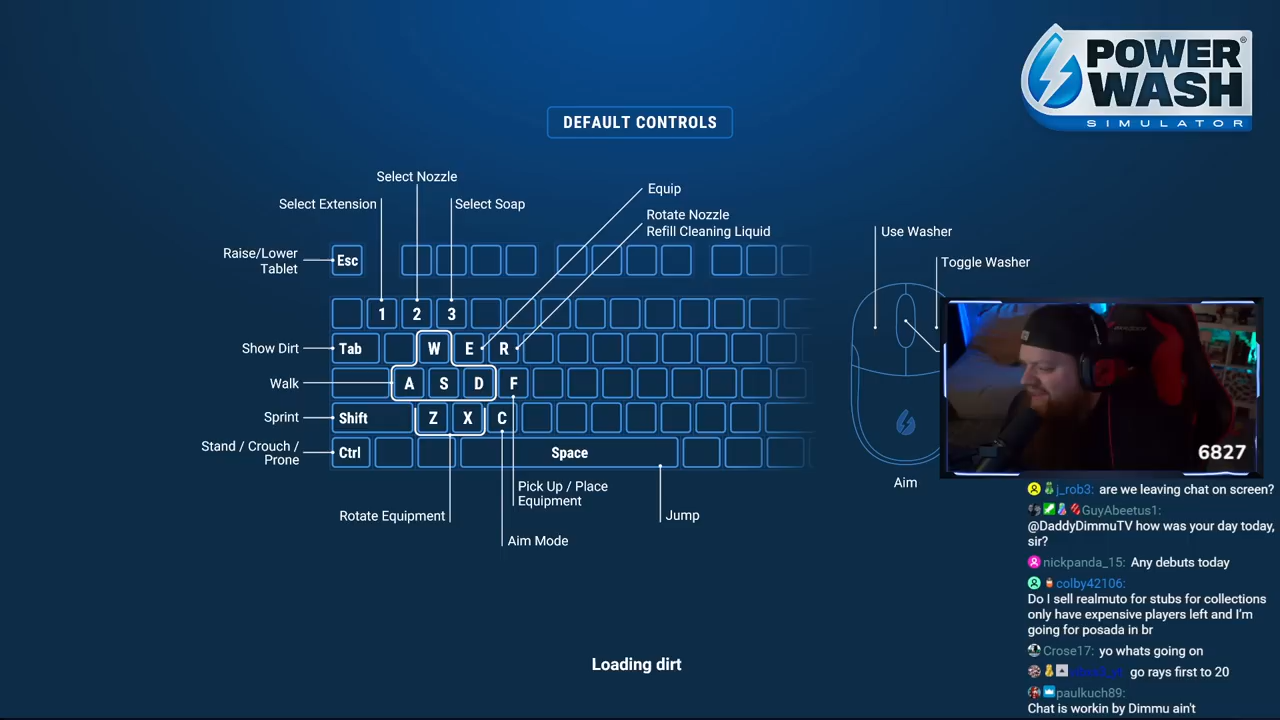 POWER
WASH
SIMULATOR
DEFAULT CONTROLS
Select Nozzle
Select Extension
Select Soap
Equip
Rotate Nozzle
Refill Cleaning Liquid
Use Washer
Toggle Washer
Raise/Lower
Tablet
Esc
1 2 3
Show Dirt
Tab W E R
Walk
A S D F
Sprint
Shift Z X C
Stand / Crouch /
Prone
Ctrl Space
Aim
Pick Up / Place
Equipment
Rotate Equipment
Jump
Aim Mode
6827
j_rob3: are we leaving chat on screen?
GuyAbeetus1:
@DaddyDimmuTV how was your day today,
sir?
nickpanda_15: Any debuts today
colby42106:
Do I sell realmuto for stubs for collections
only have expensive players left and I'm
going for posada in br
Crose17: yo whats going on
go rays first to 20
paulkuch89:
Chat is workin by Dimmu ain't
Loading dirt